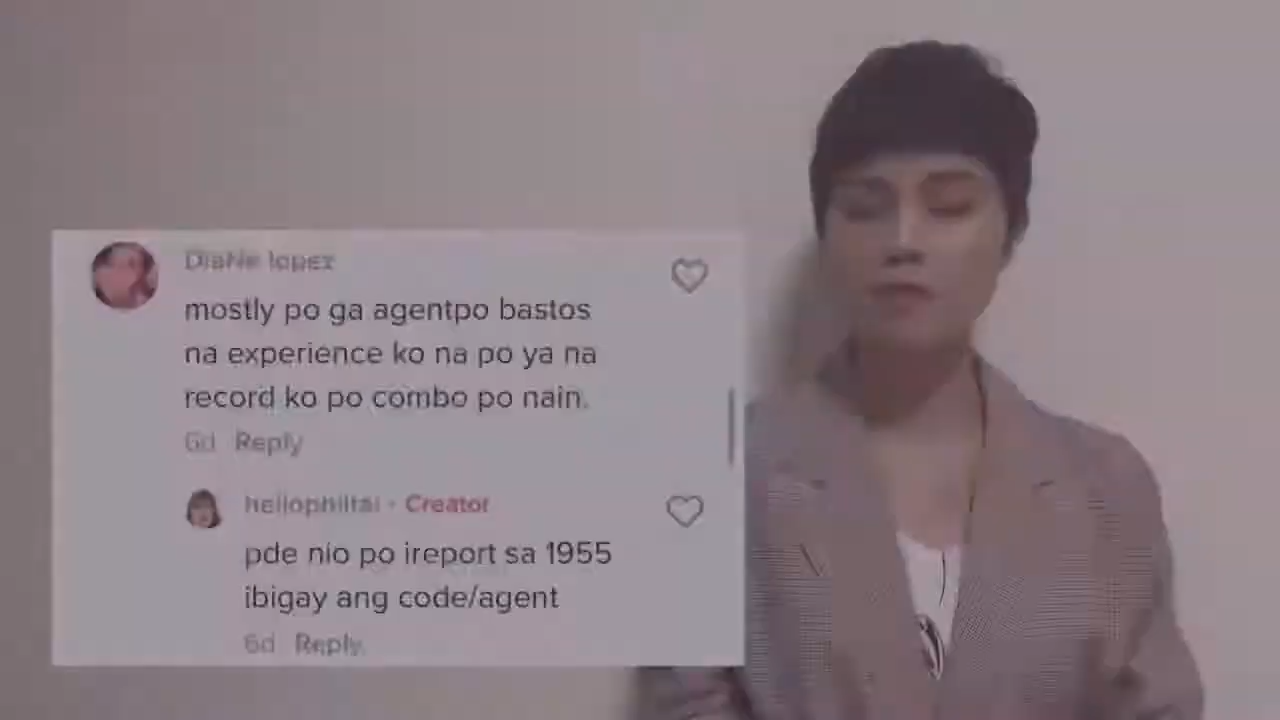 DiaNe lopez
mostly po ga agentpo bastos
na experience ko na po ya na
record ko po combo po nain.
6d Reply
hellophiltai · Creator
pde nio po ireport sa 1955
ibigay ang code/agent
6d Reply